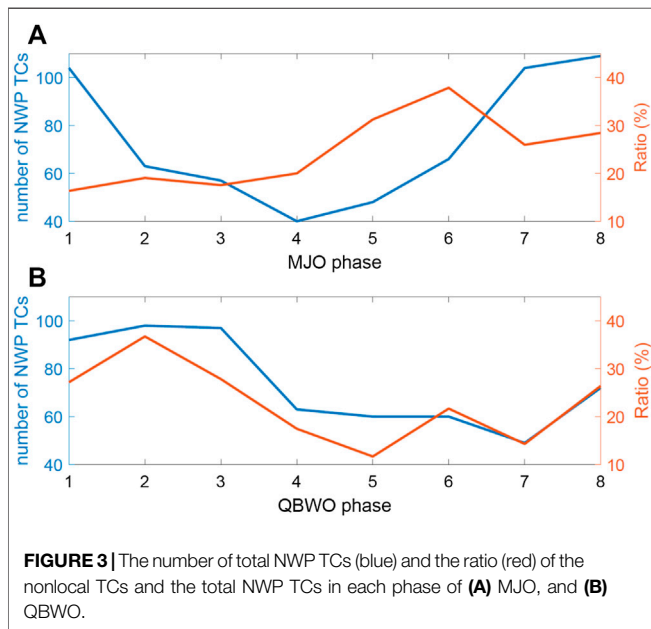 A
number of NWP TCs
100
80
60
40
Ratio (%)
40
30
20
10
1 2 3 4 5 6 7 8
MJO phase
B
number of NWP TCs
100
80
60
40
Ratio (%)
40
30
20
10
1 2 3 4 5 6 7 8
QBWO phase
FIGURE 3 | The number of total NWP TCs (blue) and the ratio (red) of the
nonlocal TCs and the total NWP TCs in each phase of (A) MJO, and (B)
QBWO.